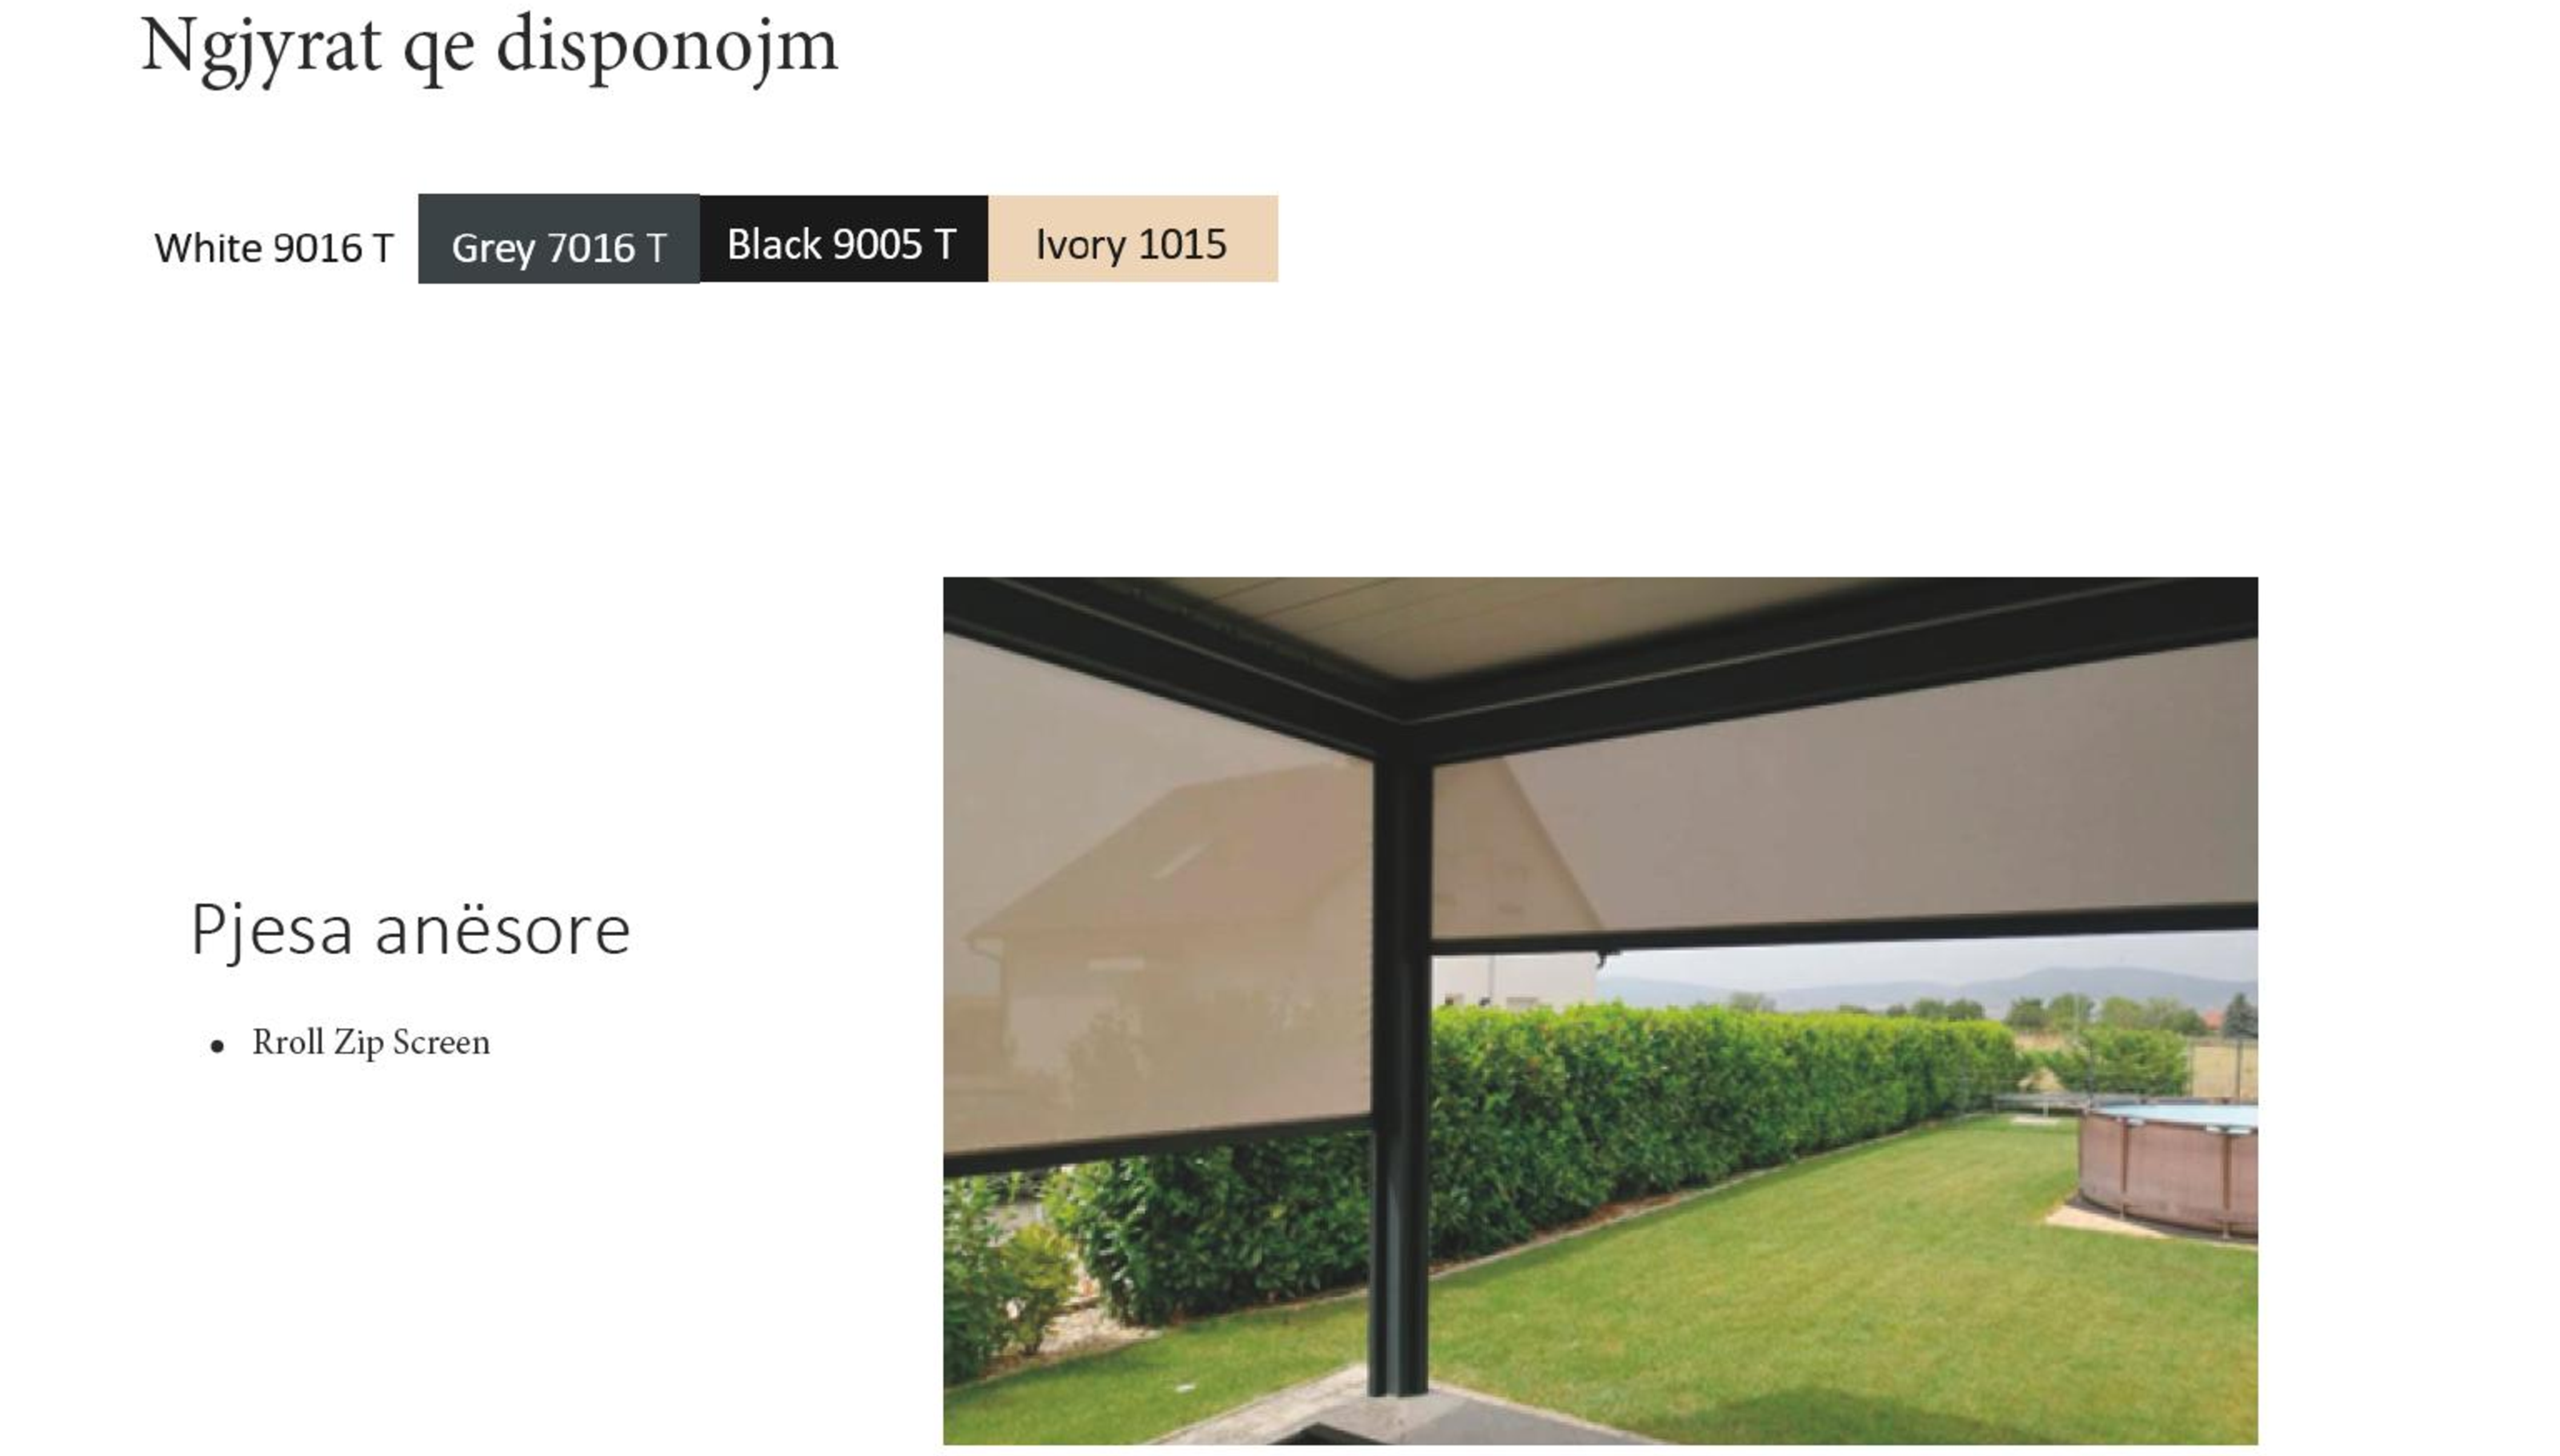 Ngjyrat qe disponojm
White 9016 T Grey 7016 T Black 9005 T Ivory 1015
Pjesa anësore
• Rroll Zip Screen